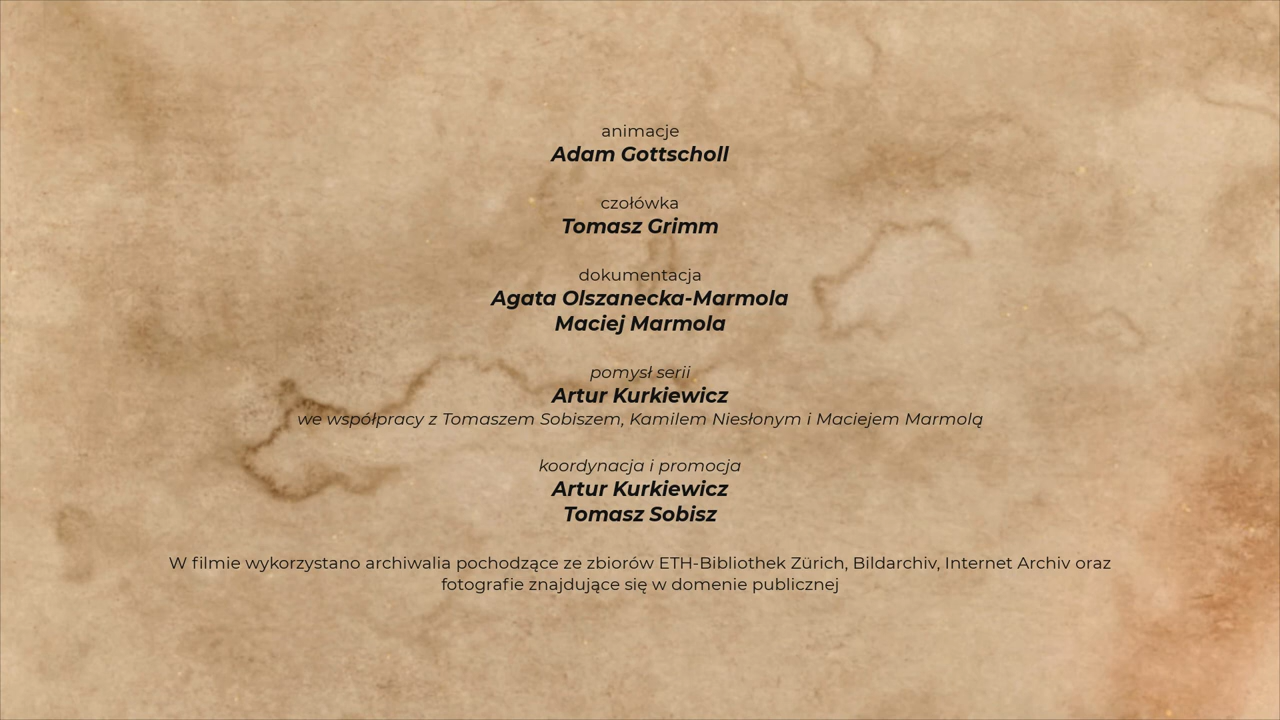 animacje
Adam Gottscholl
czołówka
Tomasz Grimm
dokumentacja
Agata Olszanecka-Marmola
Maciej Marmola
pomysł serii
Artur Kurkiewicz
we współpracy z Tomaszem Sobiszem, Kamilem Niesłonym i Maciejem Marmolą
koordynacja i promocja
Artur Kurkiewicz
Tomasz Sobisz
W filmie wykorzystano archiwalia pochodzące ze zbiorów ETH-Bibliothek Zürich, Bildarchiv, Internet Archiv oraz
fotografie znajdujące się w domenie publicznej